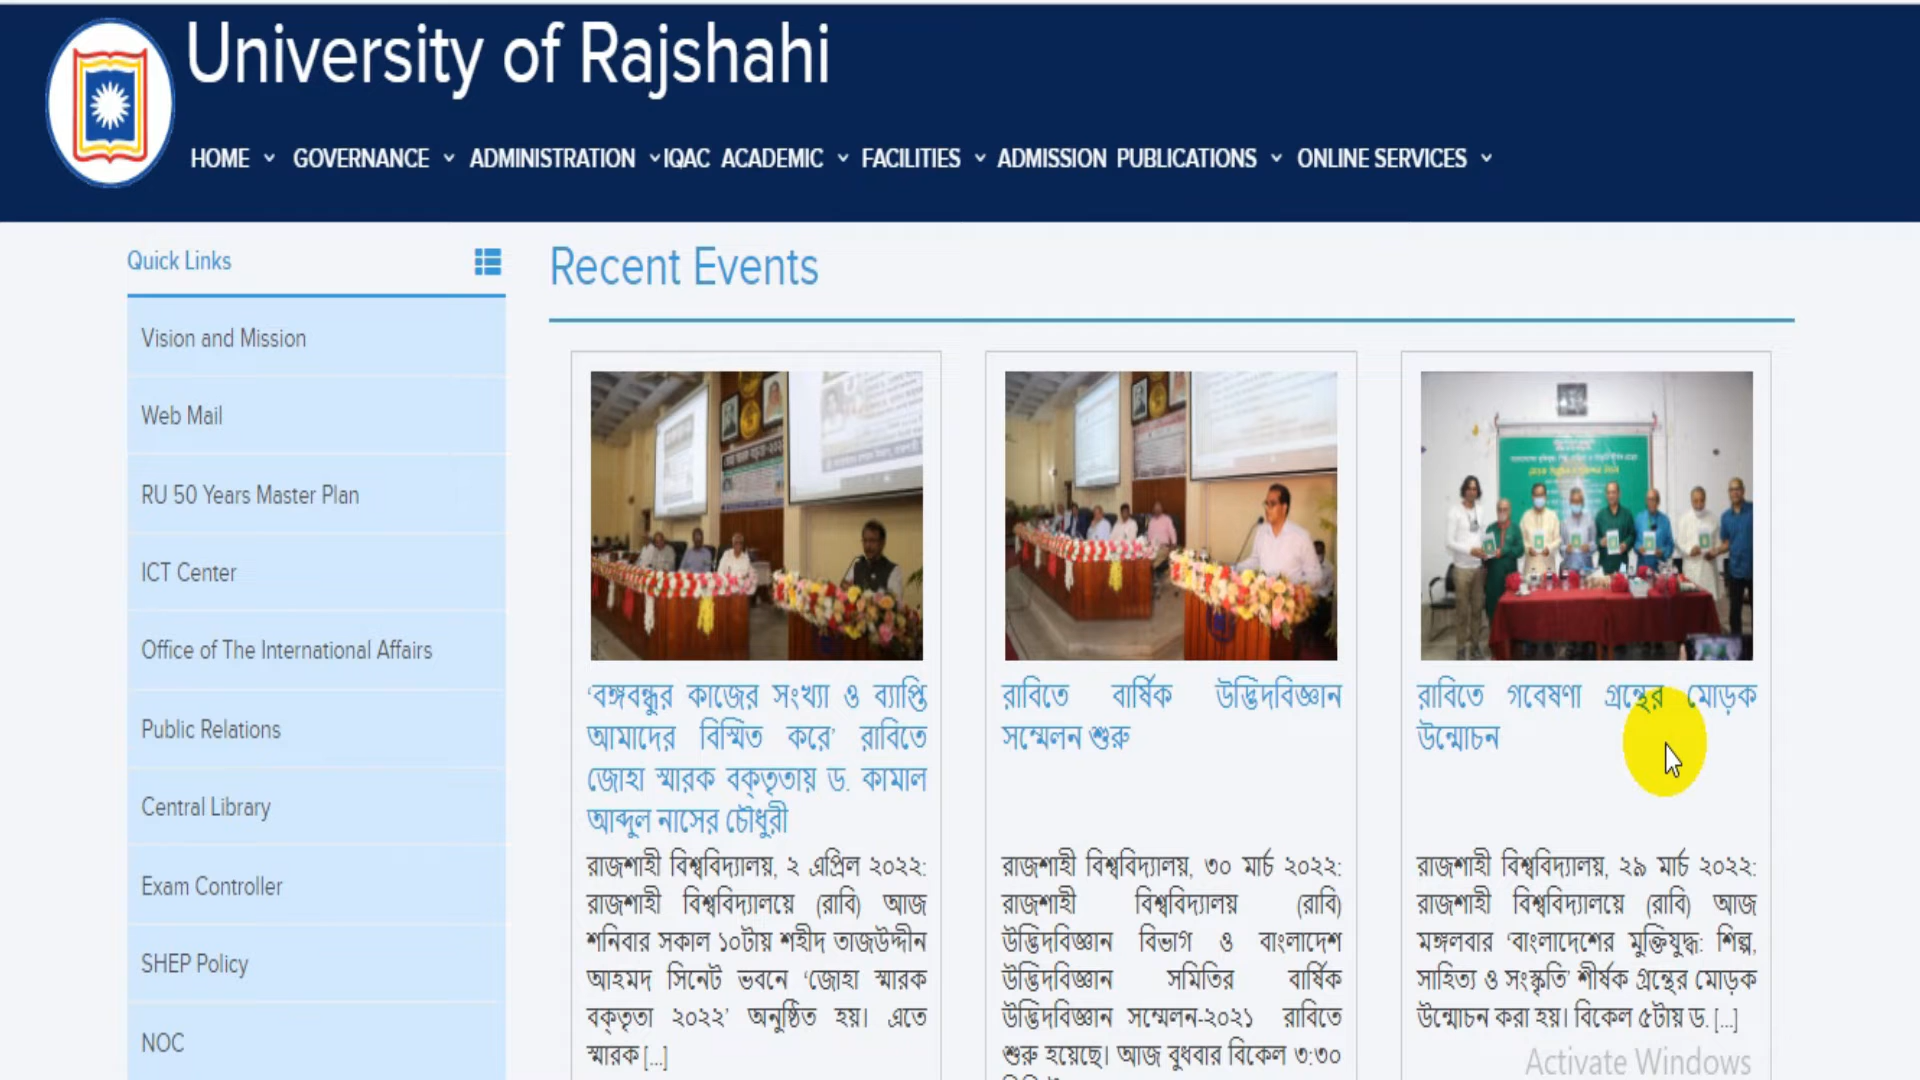 University of Rajshahi
HOME GOVERNANCE ADMINISTRATION IQAC ACADEMIC FACILITIES ADMISSION PUBLICATIONS ONLINE SERVICES
Quick Links
Vision and Mission
Web Mail
RU 50 Years Master Plan
ICT Center
Office of The International Affairs
Public Relations
Central Library
Exam Controller
SHEP Policy
NOC
Recent Events
‘বঙ্গবন্ধুর কাজের সংখ্যা ও ব্যাপ্তি
আমাদের বিস্মিত করে’ রাবিতে
জোহা স্মারক বক্তৃতায় ড. কামাল
আব্দুল নাসের চৌধুরী
রাজশাহী বিশ্ববিদ্যালয়, ২ এপ্রিল ২০২২:
রাজশাহী বিশ্ববিদ্যালয়ে (রাবি) আজ
শনিবার সকাল ১০টায় শহীদ তাজউদ্দীন
আহমদ সিনেট ভবনে ‘জোহা স্মারক
বক্তৃতা ২০২২’ অনুষ্ঠিত হয়। এতে
স্মারক [...]
রাবিতে বার্ষিক উদ্ভিদবিজ্ঞান
সম্মেলন শুরু
রাজশাহী বিশ্ববিদ্যালয়, ৩০ মার্চ ২০২২:
রাজশাহী বিশ্ববিদ্যালয় (রাবি)
উদ্ভিদবিজ্ঞান বিভাগ ও বাংলাদেশ
উদ্ভিদবিজ্ঞান সমিতির বার্ষিক
উদ্ভিদবিজ্ঞান সম্মেলন-২০২১ রাবিতে
শুরু হয়েছে। আজ বুধবার বিকেল ৩:৩০
রাবিতে গবেষণা গ্রন্থের মোড়ক
উন্মোচন
রাজশাহী বিশ্ববিদ্যালয়, ২৯ মার্চ ২০২২:
রাজশাহী বিশ্ববিদ্যালয়ে (রাবি) আজ
মঙ্গলবার ‘বাংলাদেশের মুক্তিযুদ্ধ: শিল্প,
সাহিত্য ও সংস্কৃতি’ শীর্ষক গ্রন্থের মোড়ক
উন্মোচন করা হয়। বিকেল ৫টায় ড. [...]
Activate Windows